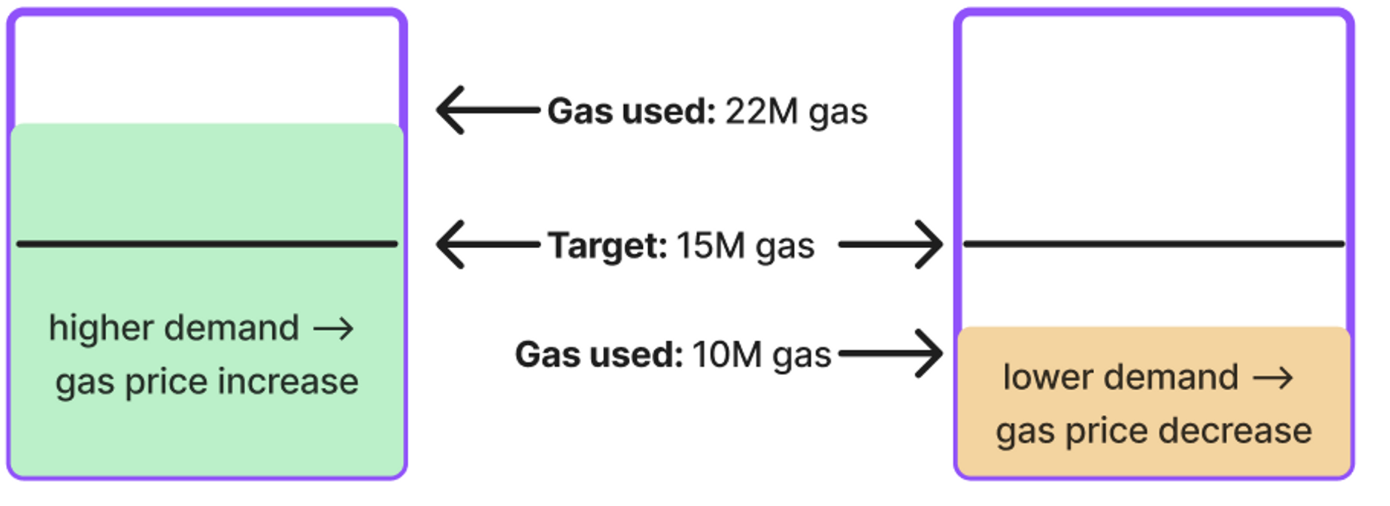 Gas used: 22M gas
Target: 15M gas
Gas used: 10M gas
higher demand →
gas price increase
lower demand →
gas price decrease